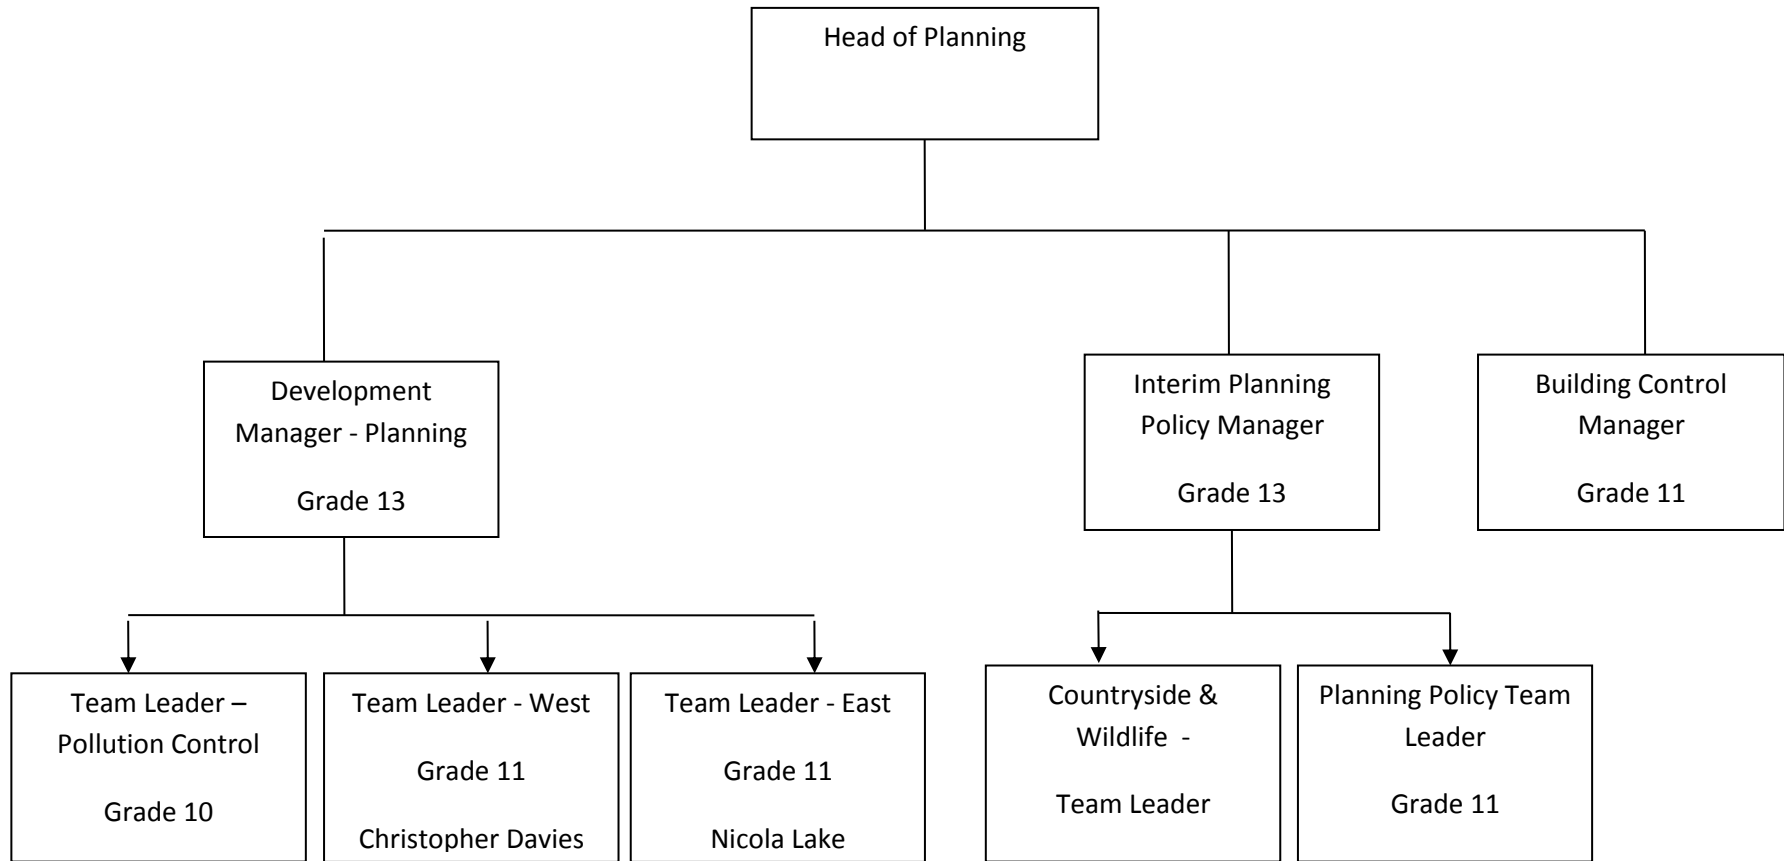 Head of Planning
Development
Manager - Planning
Grade 13
Interim Planning
Policy Manager
Grade 13
Building Control
Manager
Grade 11
Team Leader –
Pollution Control
Grade 10
Team Leader - West
Grade 11
Christopher Davies
Team Leader - East
Grade 11
Nicola Lake
Countryside &
Wildlife -
Team Leader
Planning Policy Team
Leader
Grade 11